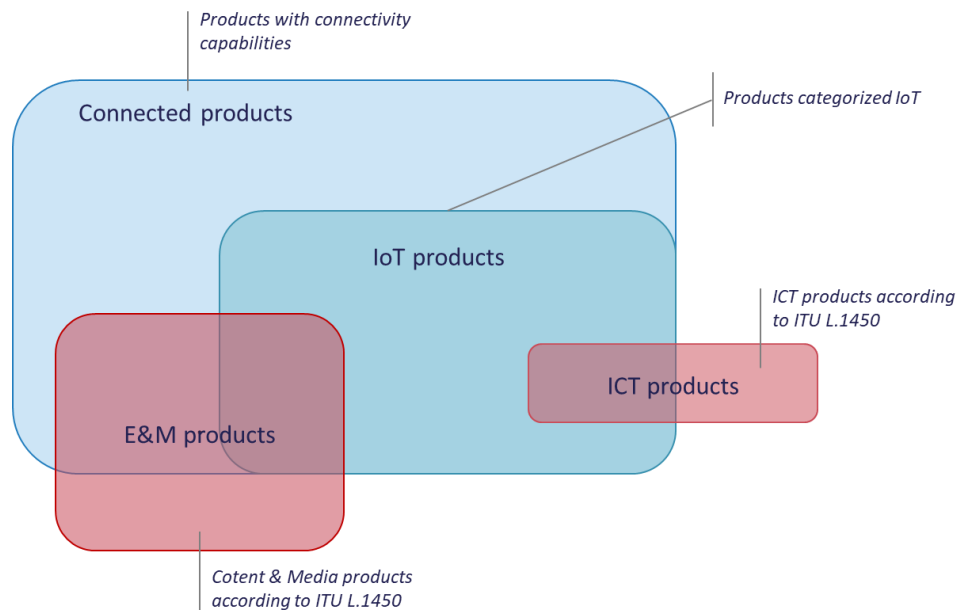 Products with connectivity
capabilities
Connected products
Products categorized IoT
IoT products
ICT products according
to ITU L.1450
ICT products
E&M products
Cotent & Media products
according to ITU L.1450